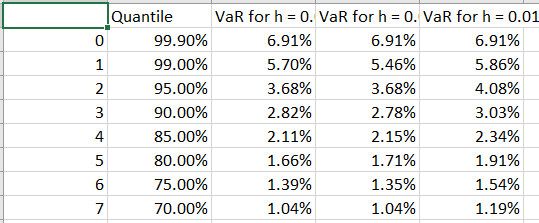 Quantile VaR for h = 0. VaR for h = 0. VaR for h = 0.01
0 99.90% 6.91% 6.91% 6.91%
1 99.00% 5.70% 5.46% 5.86%
2 95.00% 3.68% 3.68% 4.08%
3 90.00% 2.82% 2.78% 3.03%
4 85.00% 2.11% 2.15% 2.34%
5 80.00% 1.66% 1.71% 1.91%
6 75.00% 1.39% 1.35% 1.54%
7 70.00% 1.04% 1.04% 1.19%